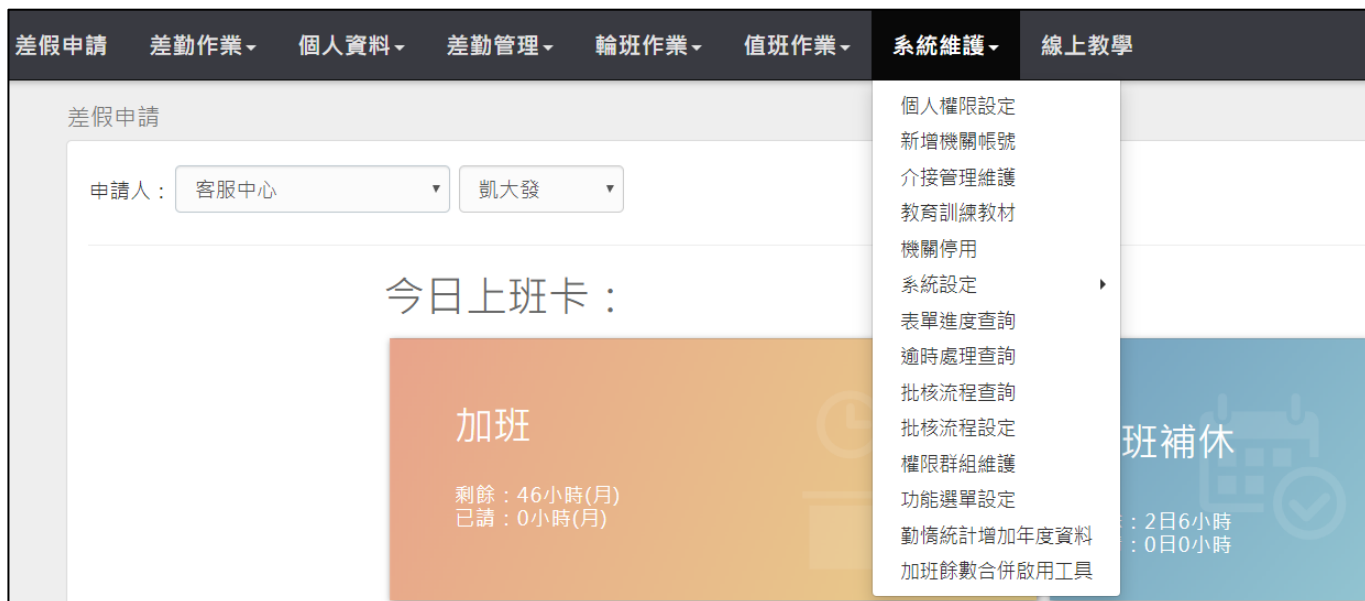 差假申請 差勤作業 個人資料 差勤管理 輪班作業 值班作業 系統維護 線上教學
差假申請
申請人： 客服中心 凱大發
個人權限設定
新增機關帳號
介接管理維護
教育訓練教材
機關停用
系統設定
表單進度查詢
逾時處理查詢
批核流程查詢
批核流程設定
權限群組維護
功能選單設定
勤惰統計增加年度資料
加班餘數合併啟用工具
今日上班卡：
加班
剩餘：46小時(月)
已請：0小時(月)
班補休
：2日6小時
：0日0小時